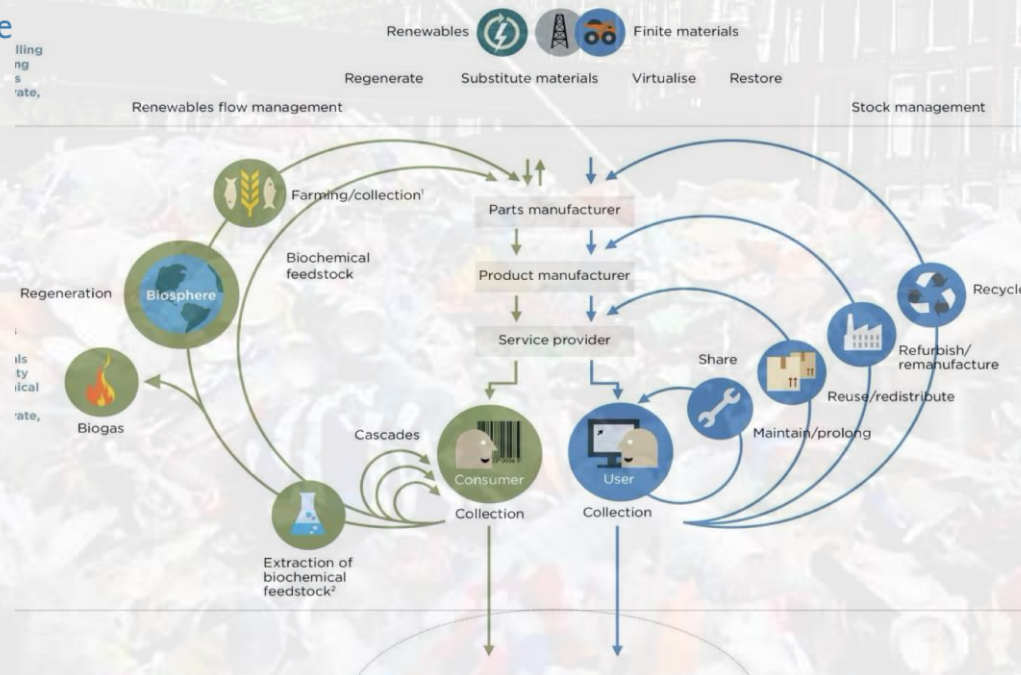 e
Renewables
Finite materials
Regenerate Substitute materials Virtualise Restore
Renewables flow management
Stock management
Farming/collection¹
Parts manufacturer
Biochemical
feedstock
Product manufacturer
Regeneration
Biosphere
Recycle
Service provider
Share
Refurbish/
remanufacture
Reuse/redistribute
Biogas
Cascades
Maintain/prolong
Consumer
User
Collection
Collection
Extraction of
biochemical
feedstock²